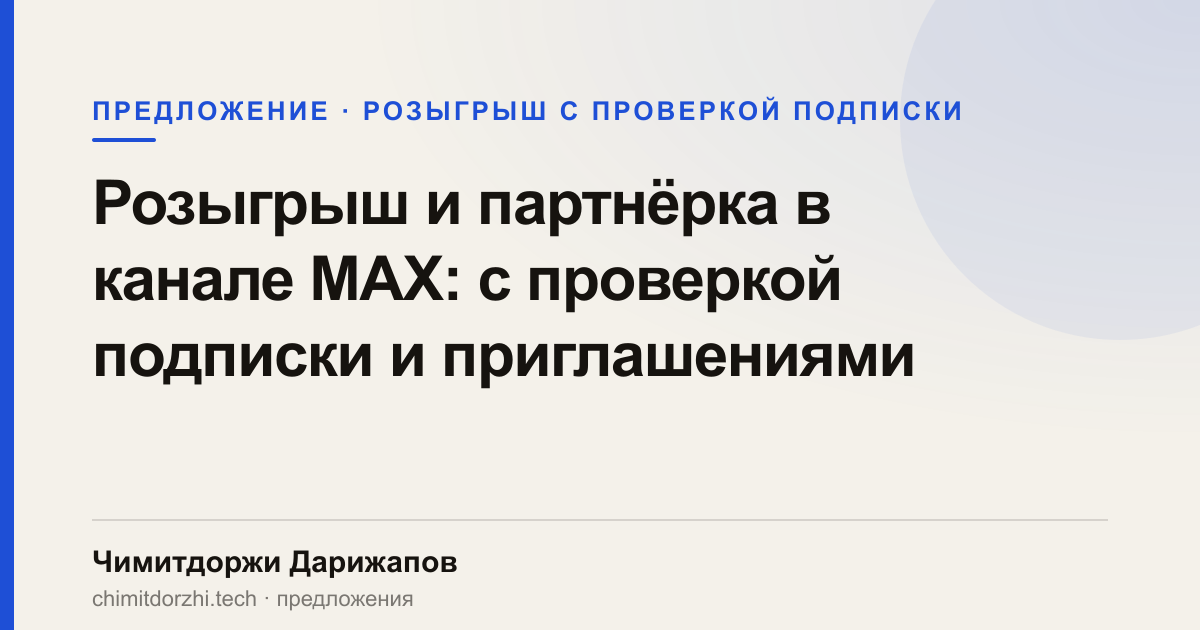 ПРЕДЛОЖЕНИЕ · РОЗЫГРЫШ С ПРОВЕРКОЙ ПОДПИСКИ
Розыгрыш и партнёрка в
канале MAX: с проверкой
подписки и приглашениями
Чимитдоржи Дарижапов
chimitdorzhi.tech · предложения